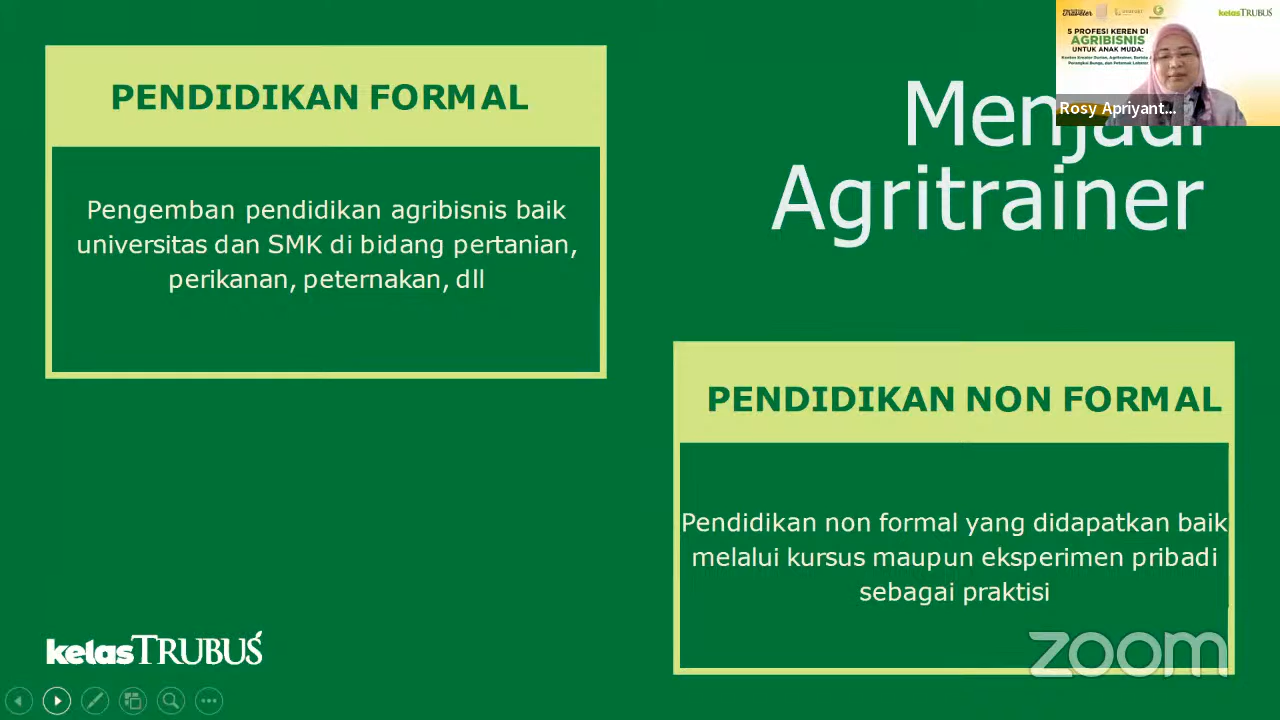 PENDIDIKAN FORMAL
Pengemban pendidikan agribisnis baik
universitas dan SMK di bidang pertanian,
perikanan, peternakan, dll
Menjadi
Agritrainer
PENDIDIKAN NON FORMAL
Pendidikan non formal yang didapatkan baik
melalui kursus maupun eksperimen pribadi
sebagai praktisi
kelasTRUBUS
zoom
Traveler
kelasTRUBUS
5 PROFESI KEREN DI
AGRIBISNIS
UNTUK ANAK MUDA:
Rosy Apriyant...